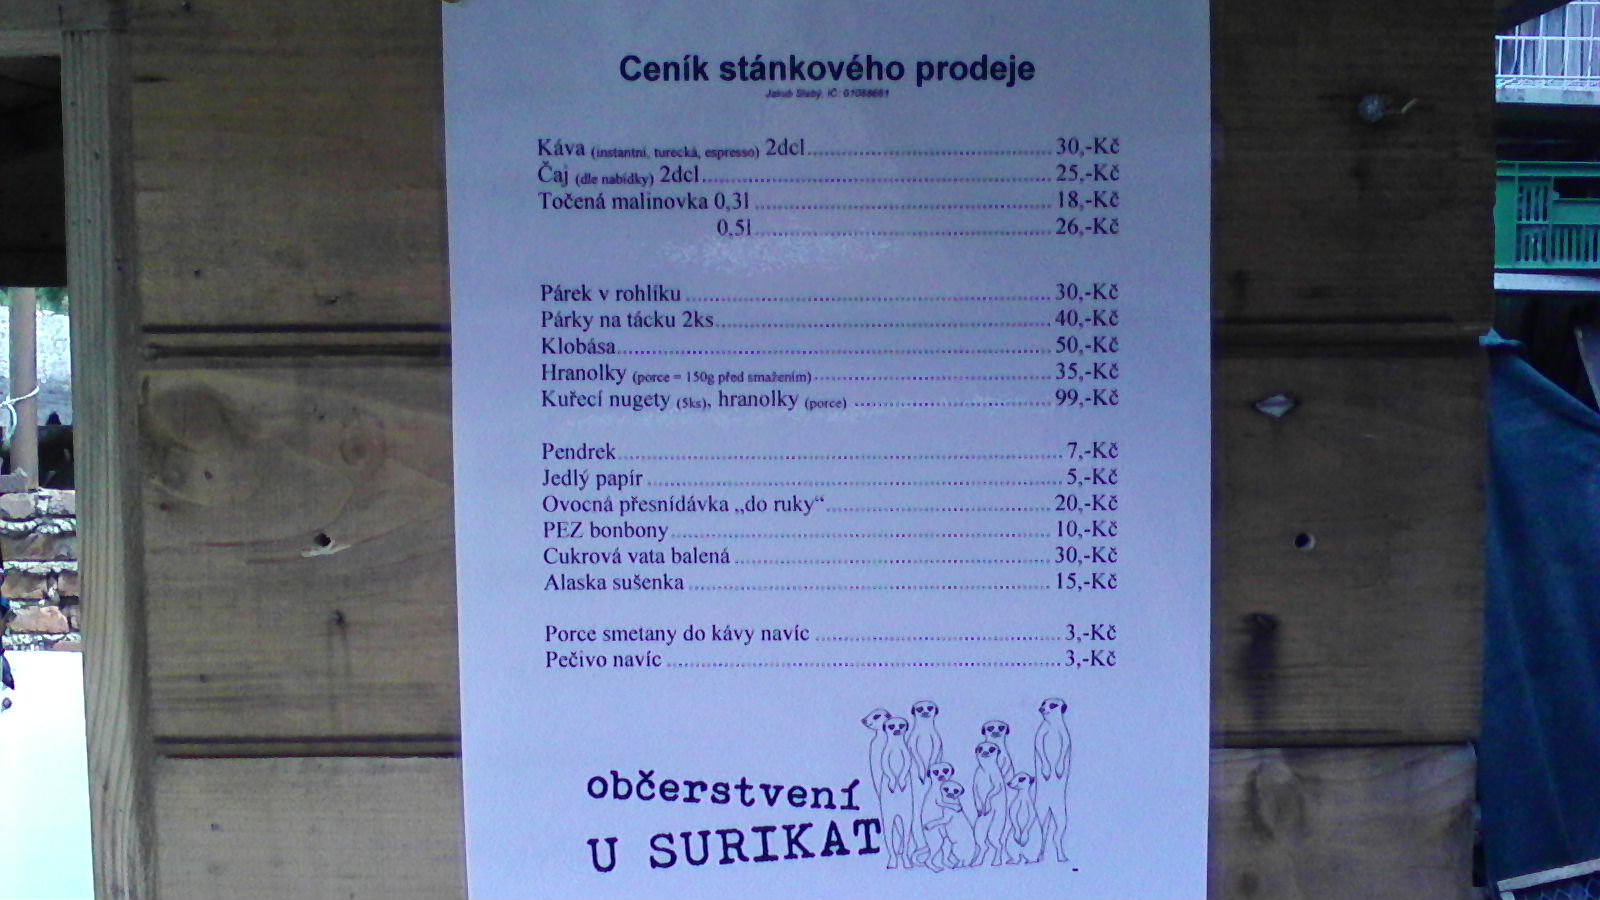 Ceník stánkového prodeje
Jakub Slabý, IČ: 01088681
Káva (instantní, turecká, espresso) 2dcl 30,-Kč
Čaj (dle nabídky) 2dcl 25,-Kč
Točená malinovka 0,3l 18,-Kč
0,5l 26,-Kč
Párek v rohlíku 30,-Kč
Párky na tácku 2ks 40,-Kč
Klobása 50,-Kč
Hranolky (porce = 150g před smažením) 35,-Kč
Kuřecí nugety (5ks), hranolky (porce) 99,-Kč
Pendrek 7,-Kč
Jedlý papír 5,-Kč
Ovocná přesnídávka „do ruky“ 20,-Kč
PEZ bonbony 10,-Kč
Cukrová vata balená 30,-Kč
Alaska sušenka 15,-Kč
Porce smetany do kávy navíc 3,-Kč
Pečivo navíc 3,-Kč
občerstvení
U SURIKAT